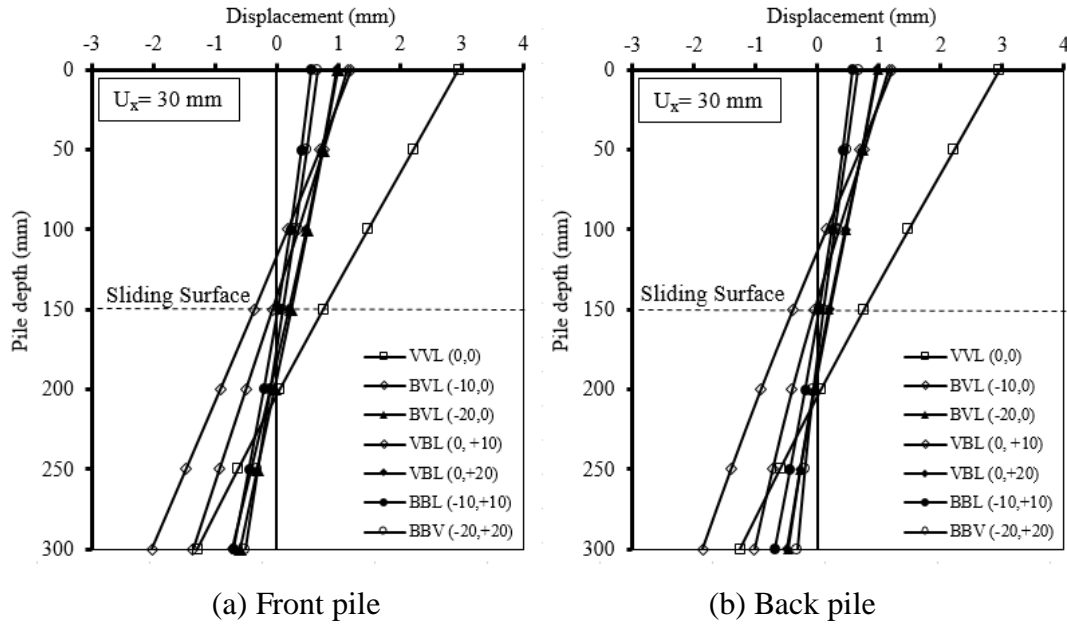 Displacement (mm)
-3 -2 -1 0 1 2 3 4
0
50
100
150
200
250
300
Pile depth (mm)
Uₓ= 30 mm
Sliding Surface
VVL (0,0)
BVL (-10,0)
BVL (-20,0)
VBL (0, +10)
VBL (0,+20)
BBL (-10,+10)
BBV (-20,+20)
(a) Front pile
Displacement (mm)
-3 -2 -1 0 1 2 3 4
0
50
100
150
200
250
300
Pile depth (mm)
Uₓ= 30 mm
Sliding Surface
VVL (0,0)
BVL (-10,0)
BVL (-20,0)
VBL (0, +10)
VBL (0,+20)
BBL (-10,+10)
BBV (-20,+20)
(b) Back pile